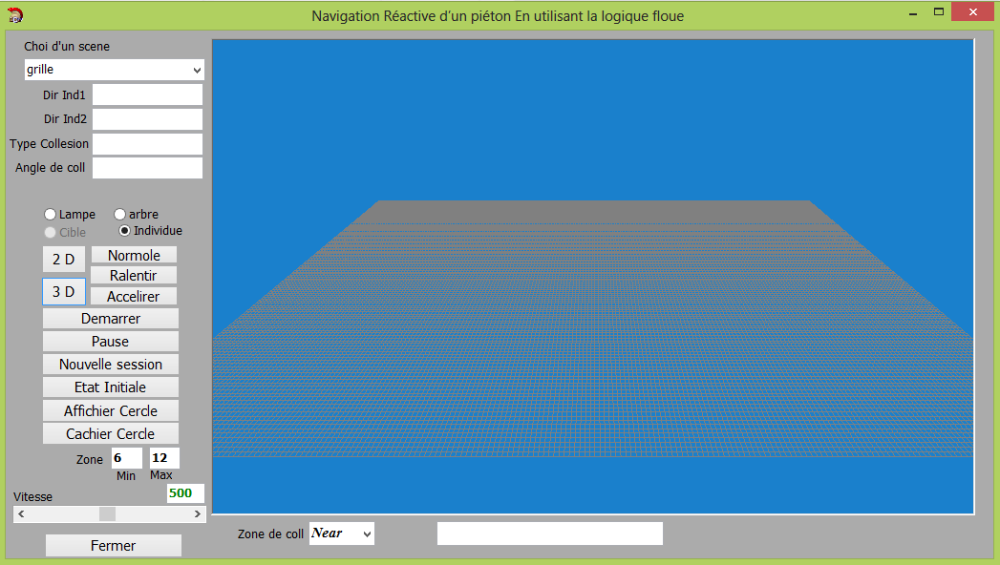 Navigation Réactive d'un piéton En utilisant la logique floue
Choi d'un scene
grille
Dir Ind1
Dir Ind2
Type Collesion
Angle de coll
Lampe arbre
Cible Individue
2 D Normole
Ralentir
3 D Accelirer
Demarrer
Pause
Nouvelle session
Etat Initiale
Affichier Cercle
Cachier Cercle
Zone 6 12
Min Max
Vitesse 500
Fermer
Zone de coll Near